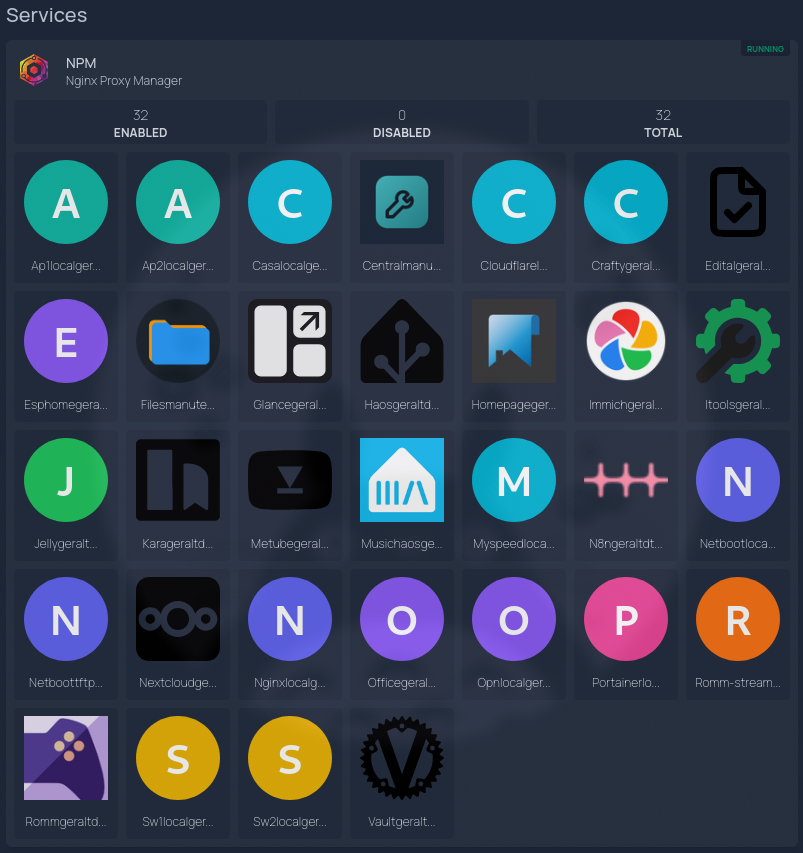 Services
RUNNING
NPM
Nginx Proxy Manager
32 0 32
ENABLED DISABLED TOTAL
A A C C C
Ap1localger... Ap2localger... Casalocalge... Centralmanu... Cloudflarel... Craftygeral... Editalgeral...
E
Esphomegera... Filesmanute... Glancegeral... Haosgeraltd... Homepageger... Immichgeral... Itoolsgeral...
J M N
Jellygeralt... Karageraltd... Metubegeral... Musichaosge... Myspeedloca... N8ngeraltdt... Netbootloca...
N N O O P R
Netboottftp... Nextcloudge... Nginxlocalg... Officegeral... Opnlocalger... Portainerlo... Romm-stream...
S S V
Rommgeraltd... Sw1localger... Sw2localger... Vaultgeralt...